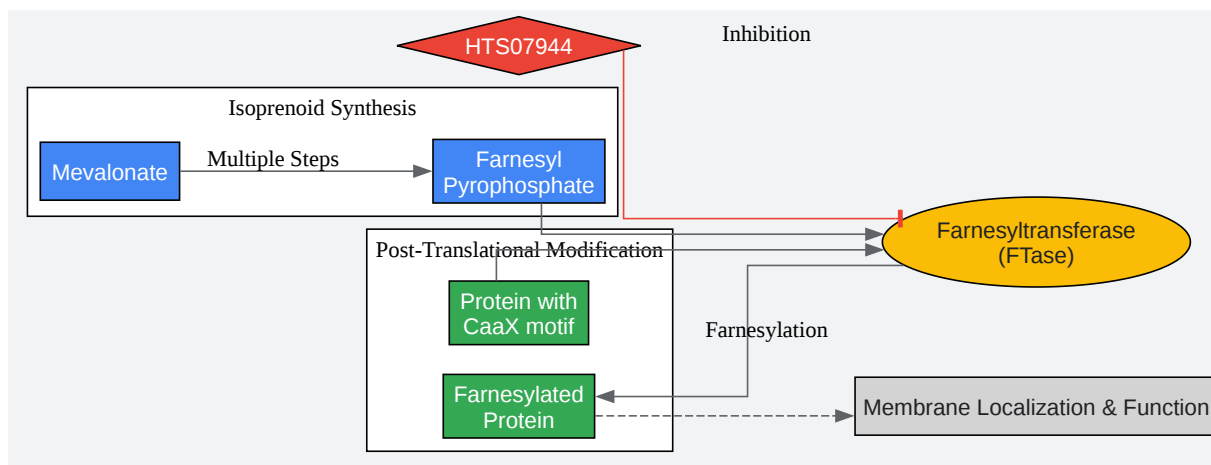 HTS07944
Inhibition
Isoprenoid Synthesis
Mevalonate
Multiple Steps
Farnesyl
Pyrophosphate
Farnesyltransferase
(FTase)
Post-Translational Modification
Protein with
CaaX motif
Farnesylation
Farnesylated
Protein
Membrane Localization & Function